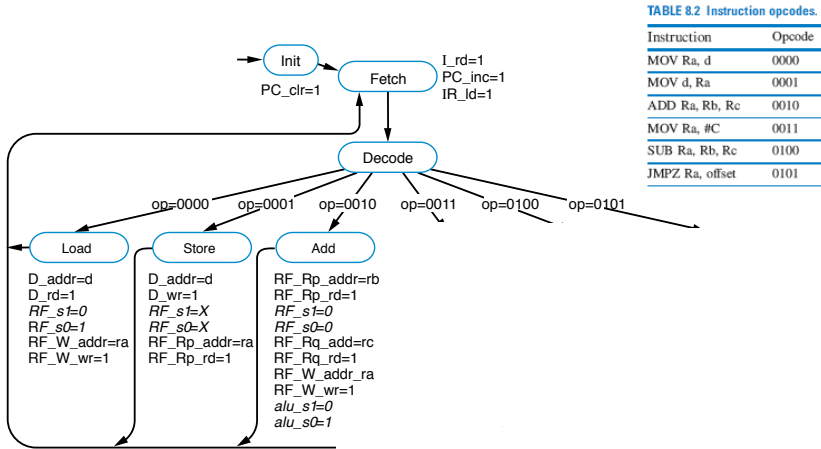 TABLE 8.2 Instruction opcodes.
Instruction Opcode
MOV Ra, d 0000
MOV d, Ra 0001
ADD Ra, Rb, Rc 0010
MOV Ra, #C 0011
SUB Ra, Rb, Rc 0100
JMPZ Ra, offset 0101
Init
PC_clr=1
Fetch
I_rd=1
PC_inc=1
IR_ld=1
Decode
op=0000 op=0001 op=0010 op=0011 op=0100 op=0101
Load
D_addr=d
D_rd=1
RF_s1=0
RF_s0=1
RF_W_addr=ra
RF_W_wr=1
Store
D_addr=d
D_wr=1
RF_s1=X
RF_s0=X
RF_Rp_addr=ra
RF_Rp_rd=1
Add
RF_Rp_addr=rb
RF_Rp_rd=1
RF_s1=0
RF_s0=0
RF_Rq_addr=rc
RF_Rq_rd=1
RF_W_addr_ra
RF_W_wr=1
alu_s1=0
alu_s0=1